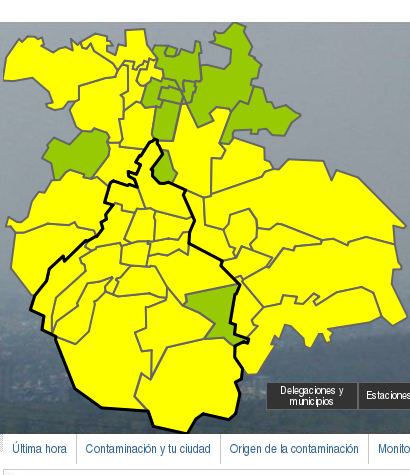 Delegaciones y
municipios
Estaciones
Última hora
Contaminación y tu ciudad
Origen de la contaminación
Monito